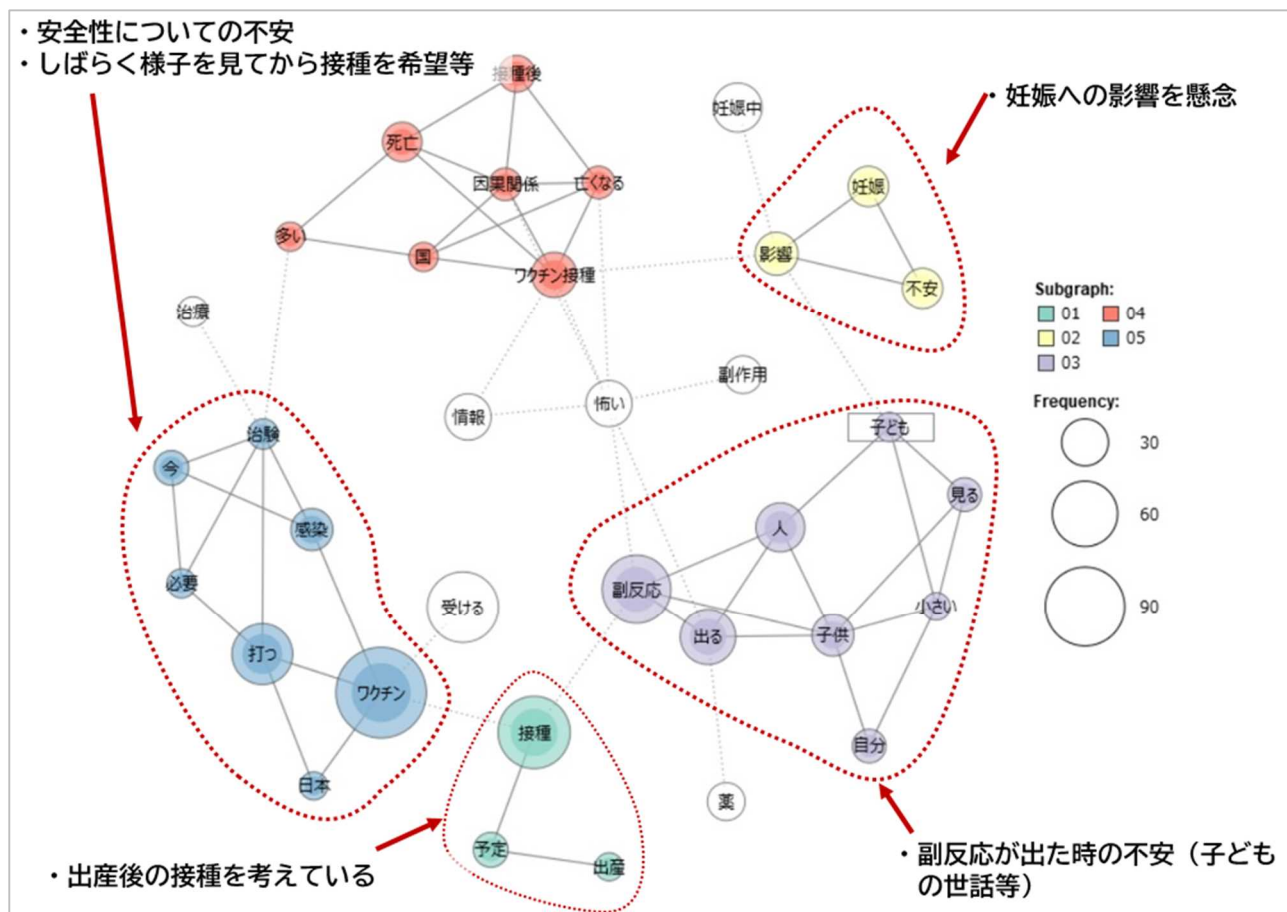 ・安全性についての不安
・しばらく様子を見てから接種を希望等
接種後
妊娠中
・妊娠への影響を懸念
死亡
因果関係
亡くなる
妊娠
多い
国
ワクチン接種
影響
不安
Subgraph:
01 04
02 05
03
治療
情報
怖い
副作用
Frequency:
30
60
90
治験
今
感染
必要
打つ
ワクチン
日本
受ける
子ども
見る
人
副反応
出る
子供
小さい
自分
接種
予定
出産
薬
・出産後の接種を考えている
・副反応が出た時の不安（子ども
の世話等）